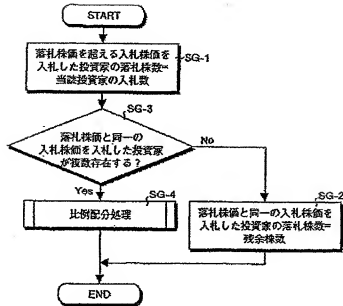 START
落札株価を超える入札株価を
入札した投資家の落札株数=
当該投資家の入札数
SG-1
SG-3
落札株価と同一の
入札株価を入札した投資家
が複数存在する?
No
Yes
SG-4
比例配分処理
SG-2
落札株価と同一の入札株価を
入札した投資家の落札株数=
残余株数
END